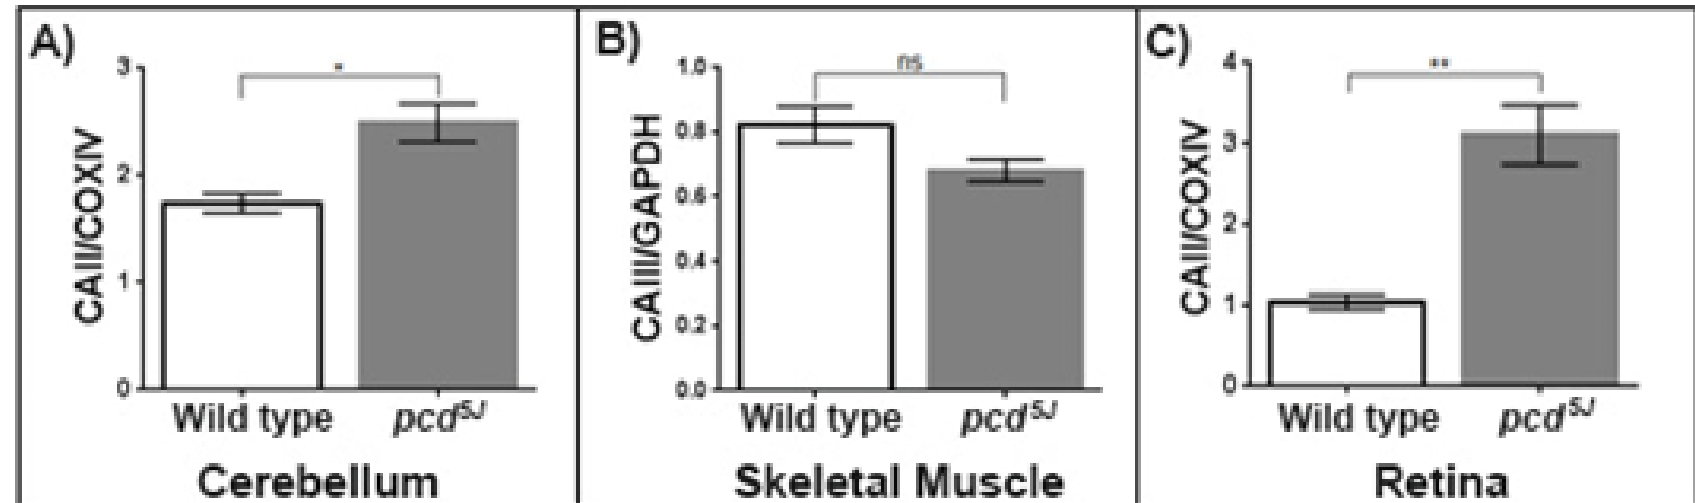 A)
CAII/COXIV
3
2
1
0
*
Wild type
pcd5J
Cerebellum
B)
CAIII/GAPDH
1.0
0.8
0.6
0.4
0.2
0.0
ns
Wild type
pcd5J
Skeletal Muscle
C)
CAII/COXIV
4
3
2
1
0
**
Wild type
pcd5J
Retina